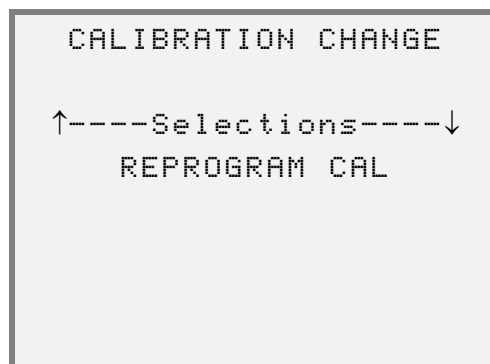 CALIBRATION CHANGE
↑----Selections----↓
REPROGRAM CAL